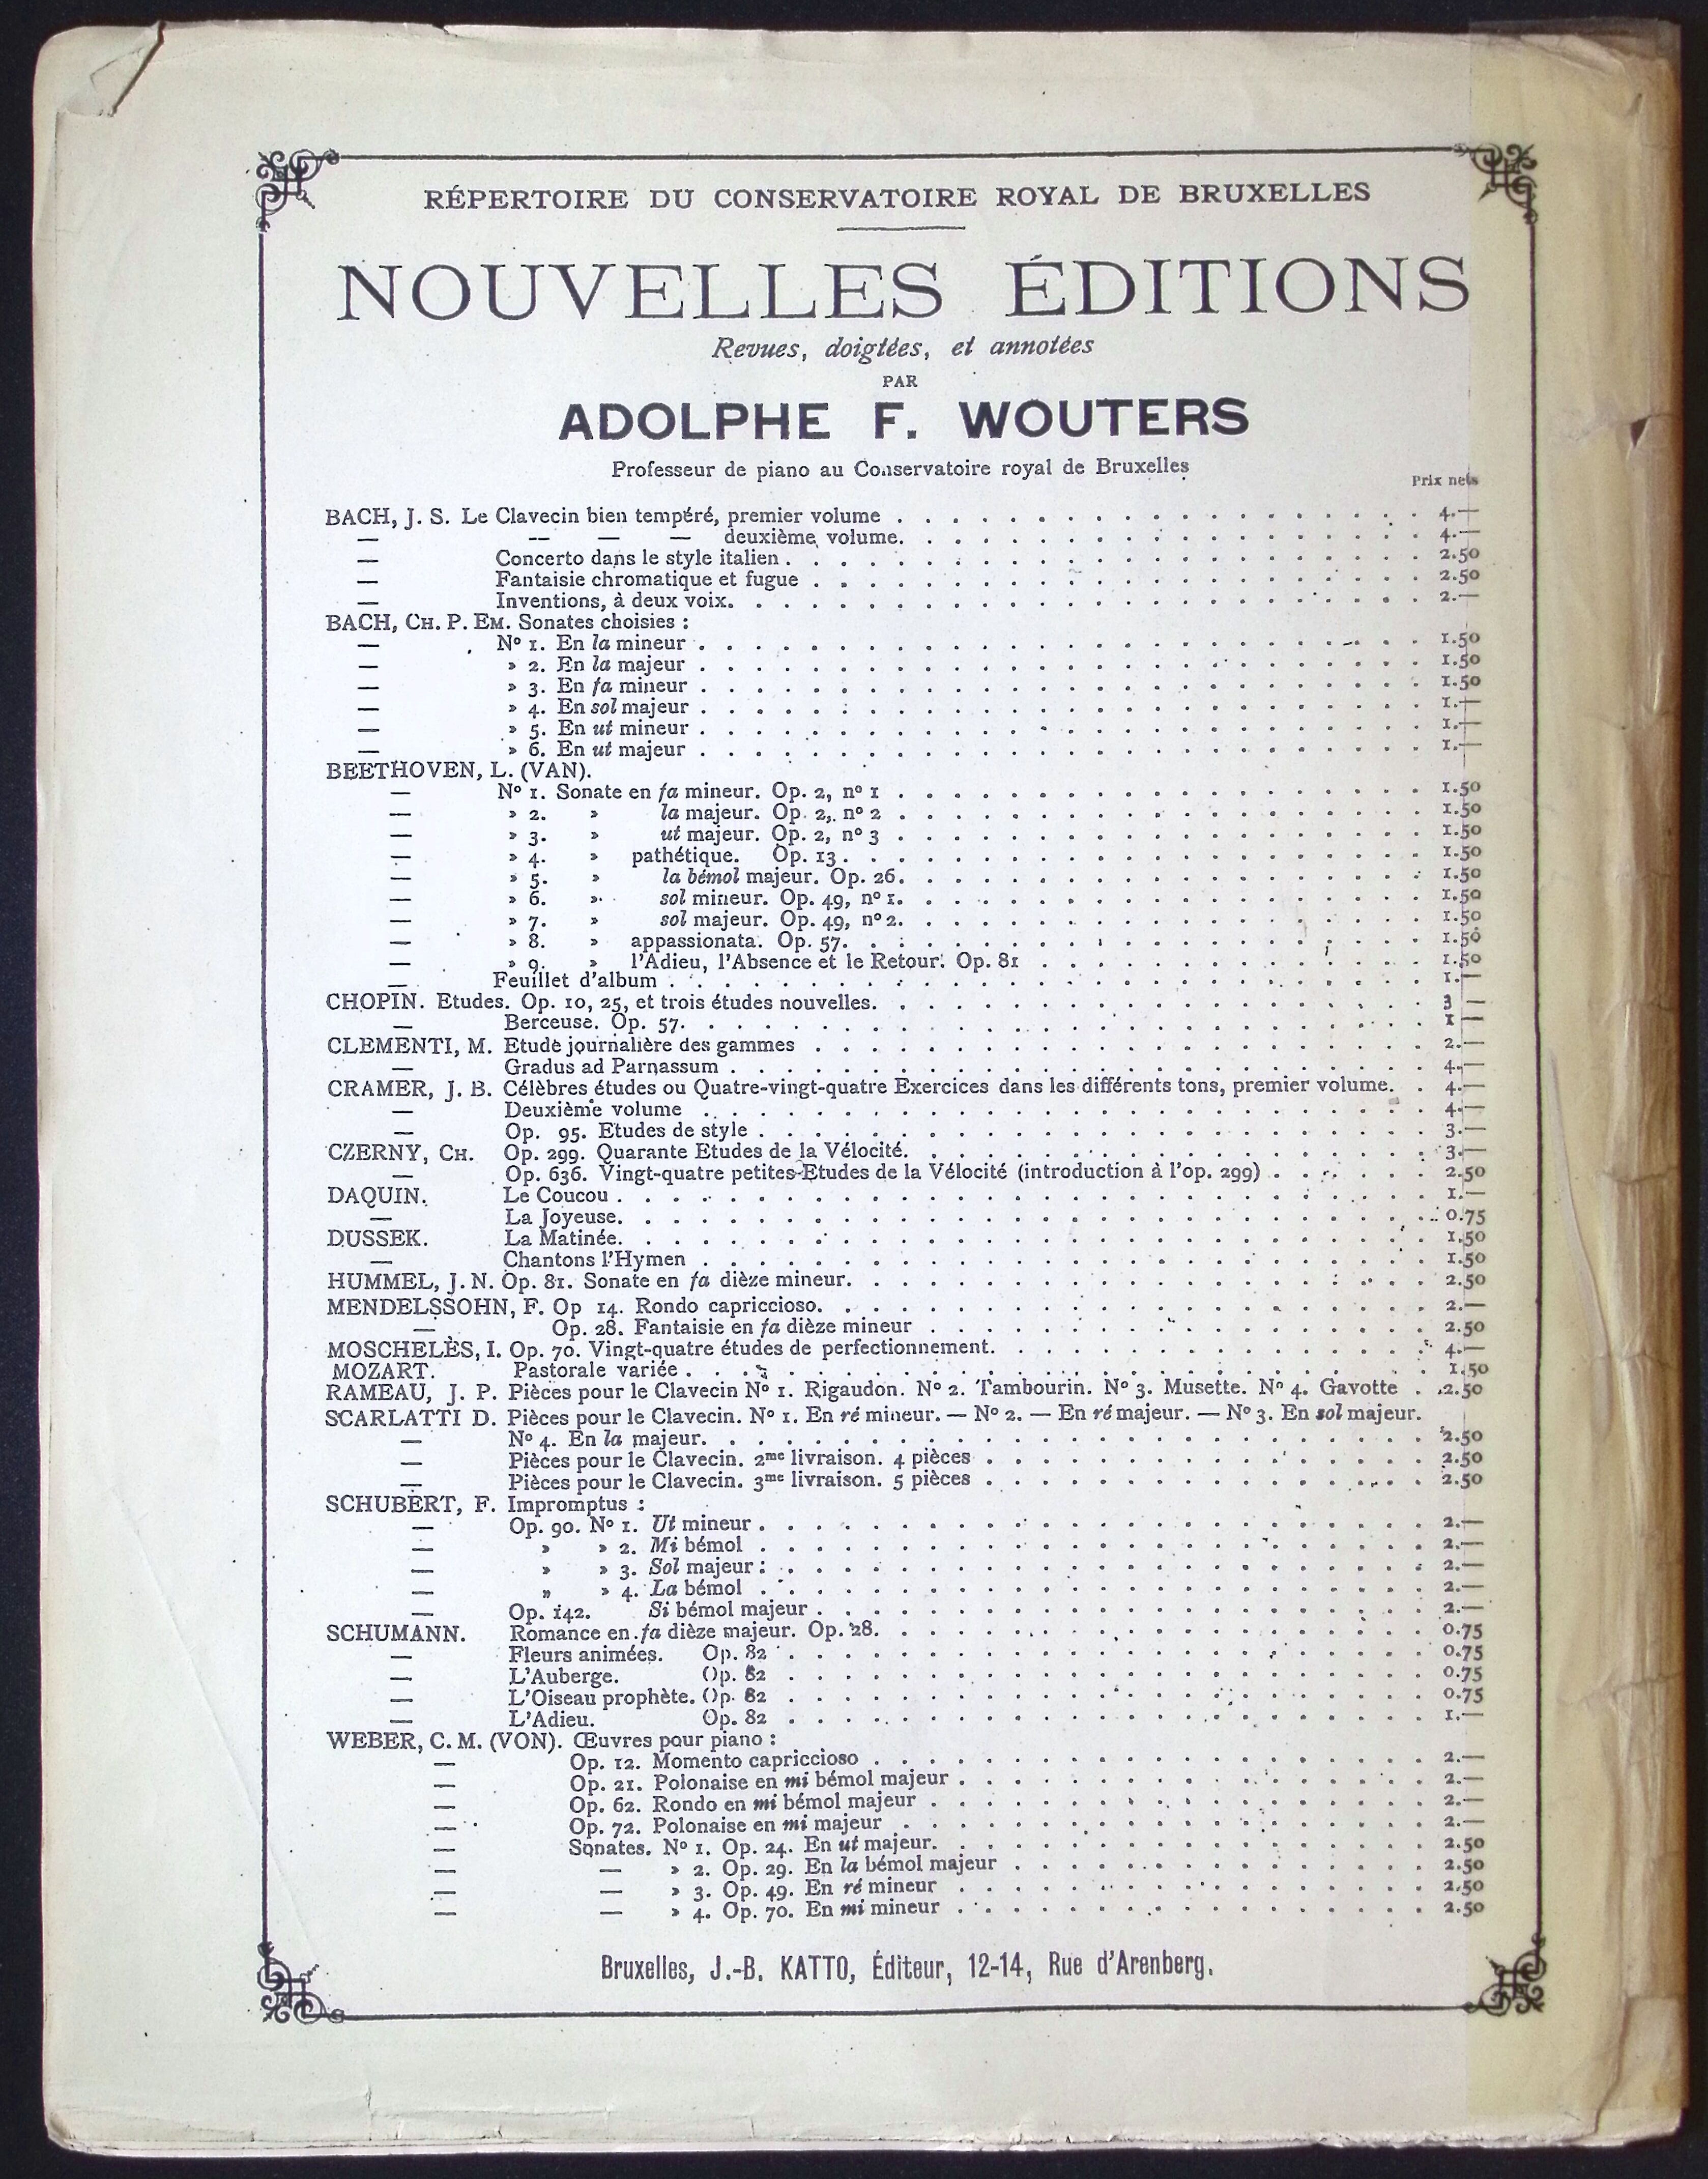 RÉPERTOIRE DU CONSERVATOIRE ROYAL DE BRUXELLES
NOUVELLES ÉDITIONS
Revues, doigtées, et annotées
PAR
ADOLPHE F. WOUTERS
Professeur de piano au Conservatoire royal de Bruxelles
Prix nets
BACH, J. S. Le Clavecin bien tempéré, premier volume . . . . 4.—
— — — — deuxième volume. . . . 4.—
— Concerto dans le style italien . . . . 2.50
— Fantaisie chromatique et fugue . . . . 2.50
— Inventions, à deux voix. . . . 2.—
BACH, CH. P. EM. Sonates choisies :
— Nº 1. En la mineur . . . . 1.50
— » 2. En la majeur . . . . 1.50
— » 3. En fa mineur . . . . 1.50
— » 4. En sol majeur . . . . 1.—
— » 5. En ut mineur . . . . 1.—
— » 6. En ut majeur . . . . 1.—
BEETHOVEN, L. (VAN).
— Nº 1. Sonate en fa mineur. Op. 2, nº 1 . . . . 1.50
— » 2. » la majeur. Op. 2, nº 2 . . . . 1.50
— » 3. » ut majeur. Op. 2, nº 3 . . . . 1.50
— » 4. » pathétique. Op. 13 . . . . 1.50
— » 5. » la bémol majeur. Op. 26. . . . 1.50
— » 6. » sol mineur. Op. 49, nº 1. . . . 1.50
— » 7. » sol majeur. Op. 49, nº 2. . . . 1.50
— » 8. » appassionata. Op. 57. . . . 1.50
— » 9. » l'Adieu, l'Absence et le Retour. Op. 81 . . . . 1.50
— Feuillet d'album . . . . 1.—
CHOPIN. Etudes. Op. 10, 25, et trois études nouvelles. . . . 3 —
— Berceuse. Op. 57. . . . 1 —
CLEMENTI, M. Etude journalière des gammes . . . . 2.—
— Gradus ad Parnassum . . . . 4.—
CRAMER, J. B. Célèbres études ou Quatre-vingt-quatre Exercices dans les différents tons, premier volume. . 4.—
— Deuxième volume . . . . 4.—
— Op. 95. Etudes de style . . . . 3.—
CZERNY, CH. Op. 299. Quarante Etudes de la Vélocité. . . . 3.—
— Op. 636. Vingt-quatre petites Etudes de la Vélocité (introduction à l'op. 299) . . . . 2.50
DAQUIN. Le Coucou . . . . 1.—
— La Joyeuse. . . . 0.75
DUSSEK. La Matinée. . . . 1.50
— Chantons l'Hymen . . . . 1.50
HUMMEL, J. N. Op. 81. Sonate en fa dièze mineur. . . . 2.50
MENDELSSOHN, F. Op 14. Rondo capriccioso. . . . 2.—
— Op. 28. Fantaisie en fa dièze mineur . . . . 2.50
MOSCHELÈS, I. Op. 70. Vingt-quatre études de perfectionnement. . . . 4.—
MOZART. Pastorale variée . . . . 1.50
RAMEAU, J. P. Pièces pour le Clavecin Nº 1. Rigaudon. Nº 2. Tambourin. Nº 3. Musette. Nº 4. Gavotte . 2.50
SCARLATTI D. Pièces pour le Clavecin. Nº 1. En ré mineur. — Nº 2. — En ré majeur. — Nº 3. En sol majeur.
— Nº 4. En la majeur. . . . 2.50
— Pièces pour le Clavecin. 2me livraison. 4 pièces . . . . 2.50
— Pièces pour le Clavecin. 3me livraison. 5 pièces . . . . 2.50
SCHUBERT, F. Impromptus :
— Op. 90. Nº 1. Ut mineur . . . . 2.—
— » » 2. Mi bémol . . . . 2.—
— » » 3. Sol majeur . . . . 2.—
— » » 4. La bémol . . . . 2.—
— Op. 142. Si bémol majeur . . . . 2.—
SCHUMANN. Romance en fa dièze majeur. Op. 28. . . . 0.75
— Fleurs animées. Op. 82 . . . . 0.75
— L'Auberge. Op. 82 . . . . 0.75
— L'Oiseau prophète. Op. 82 . . . . 0.75
— L'Adieu. Op. 82 . . . . 1.—
WEBER, C. M. (VON). Œuvres pour piano :
— Op. 12. Momento capriccioso . . . . 2.—
— Op. 21. Polonaise en mi bémol majeur . . . . 2.—
— Op. 62. Rondo en mi bémol majeur . . . . 2.—
— Op. 72. Polonaise en mi majeur . . . . 2.—
— Sonates. Nº 1. Op. 24. En ut majeur. . . . 2.50
— — » 2. Op. 29. En la bémol majeur . . . . 2.50
— — » 3. Op. 49. En ré mineur . . . . 2.50
— — » 4. Op. 70. En mi mineur . . . . 2.50
Bruxelles, J.-B. KATTO, Éditeur, 12-14, Rue d'Arenberg.